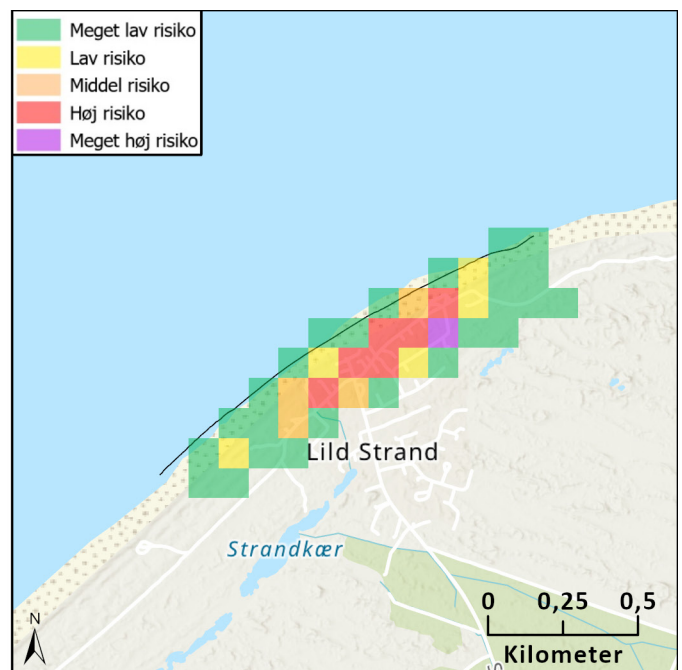 Meget lav risiko
Lav risiko
Middel risiko
Høj risiko
Meget høj risiko
Lild Strand
Strandkær
N
0 0,25 0,5
Kilometer